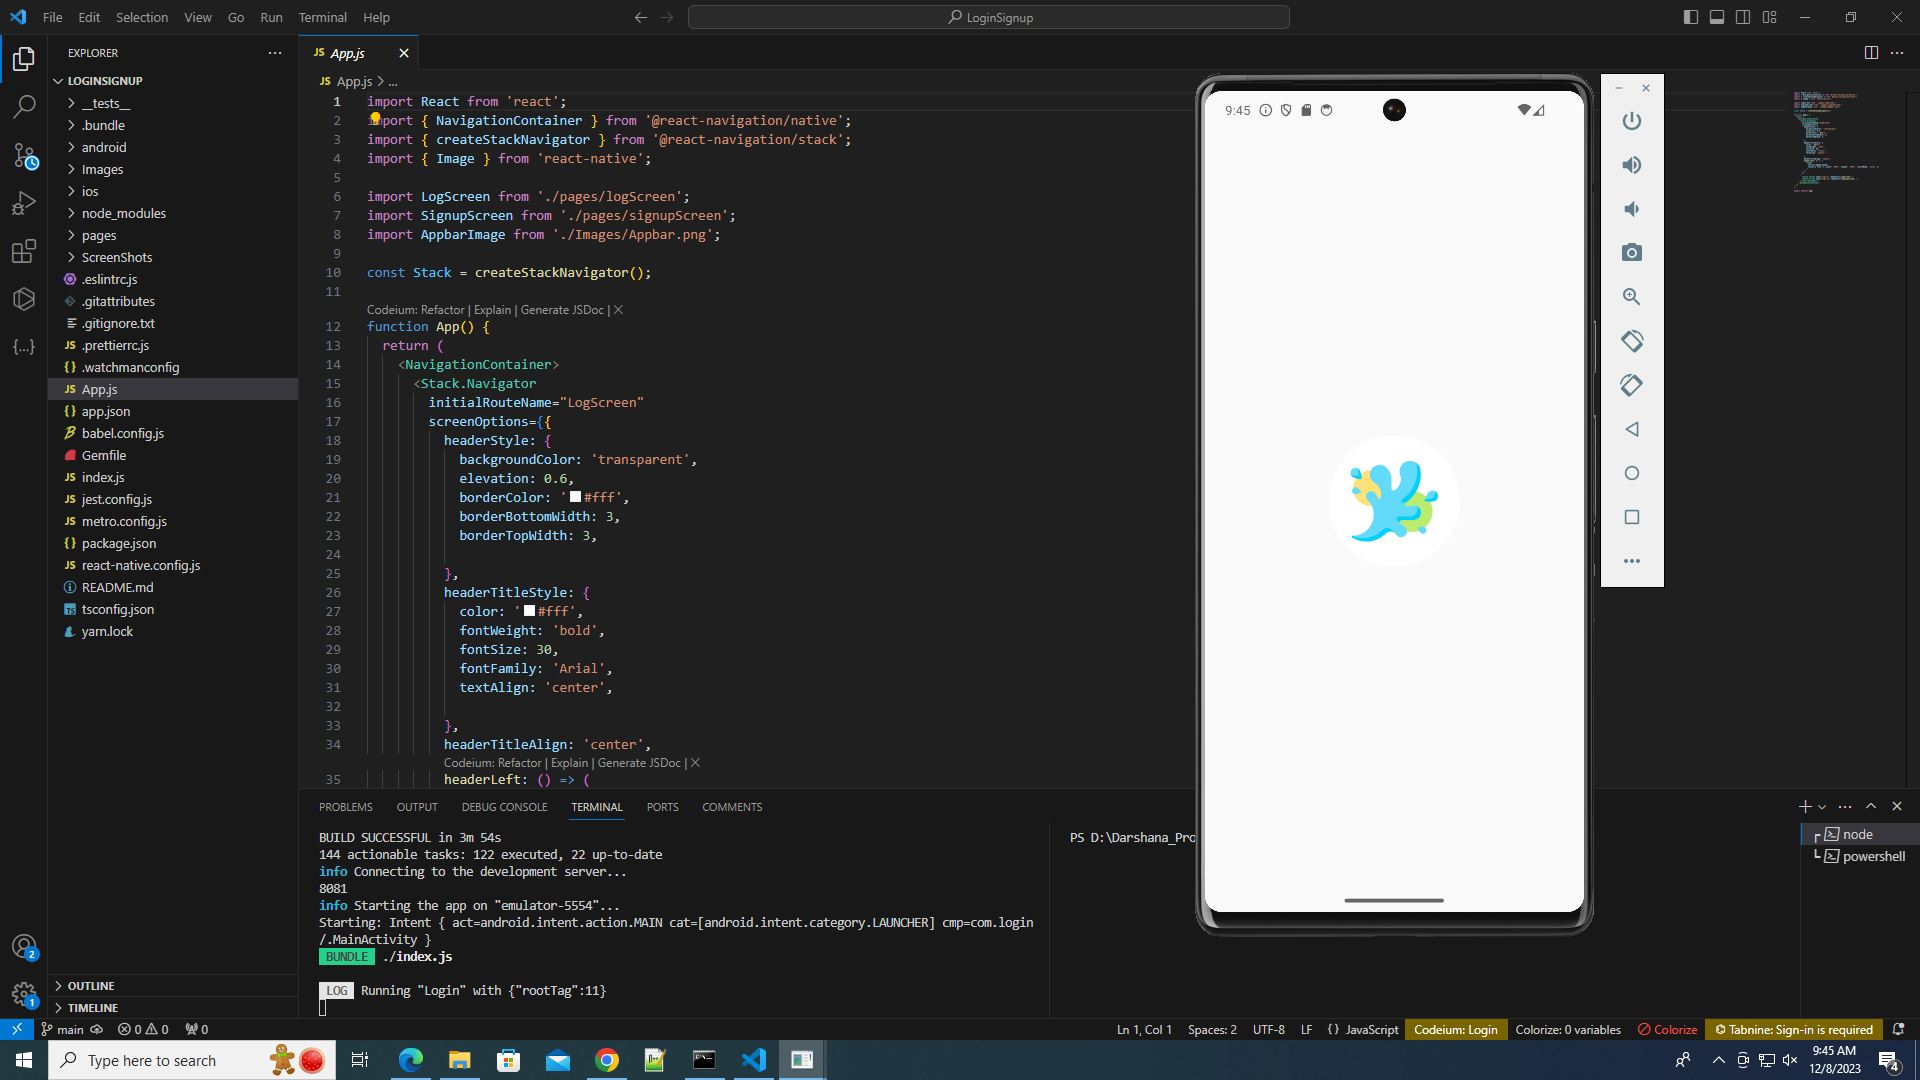 File Edit Selection View Go Run Terminal Help
LoginSignup
EXPLORER
LOGINSIGNUP
__tests__
.bundle
android
Images
ios
node_modules
pages
ScreenShots
.eslintrc.js
.gitattributes
.gitignore.txt
.prettierrc.js
.watchmanconfig
App.js
app.json
babel.config.js
Gemfile
index.js
jest.config.js
metro.config.js
package.json
react-native.config.js
README.md
tsconfig.json
yarn.lock
OUTLINE
TIMELINE
JS App.js
JS App.js > ...
1 import React from 'react';
2 import { NavigationContainer } from '@react-navigation/native';
3 import { createStackNavigator } from '@react-navigation/stack';
4 import { Image } from 'react-native';
5
6 import LogScreen from './pages/logScreen';
7 import SignupScreen from './pages/signupScreen';
8 import AppbarImage from './Images/Appbar.png';
9
10 const Stack = createStackNavigator();
11
Codeium: Refactor | Explain | Generate JSDoc | X
12 function App() {
13 return (
14 <NavigationContainer>
15 <Stack.Navigator
16 initialRouteName="LogScreen"
17 screenOptions={{
18 headerStyle: {
19 backgroundColor: 'transparent',
20 elevation: 0.6,
21 borderColor: '#fff',
22 borderBottomWidth: 3,
23 borderTopWidth: 3,
24
25 },
26 headerTitleStyle: {
27 color: '#fff',
28 fontWeight: 'bold',
29 fontSize: 30,
30 fontFamily: 'Arial',
31 textAlign: 'center',
32
33 },
34 headerTitleAlign: 'center',
Codeium: Refactor | Explain | Generate JSDoc | X
35 headerLeft: () => (
9:45
PROBLEMS OUTPUT DEBUG CONSOLE TERMINAL PORTS COMMENTS
BUILD SUCCESSFUL in 3m 54s
144 actionable tasks: 122 executed, 22 up-to-date
info Connecting to the development server...
8081
info Starting the app on "emulator-5554"...
Starting: Intent { act=android.intent.action.MAIN cat=[android.intent.category.LAUNCHER] cmp=com.login
/.MainActivity }
BUNDLE ./index.js
LOG Running "Login" with {"rootTag":11}
PS D:\Darshana_Pro
node
powershell
2
1
main 0 0 0
Ln 1, Col 1 Spaces: 2 UTF-8 LF {} JavaScript Codeium: Login Colorize: 0 variables Colorize Tabnine: Sign-in is required
Type here to search
9:45 AM
12/8/2023
4